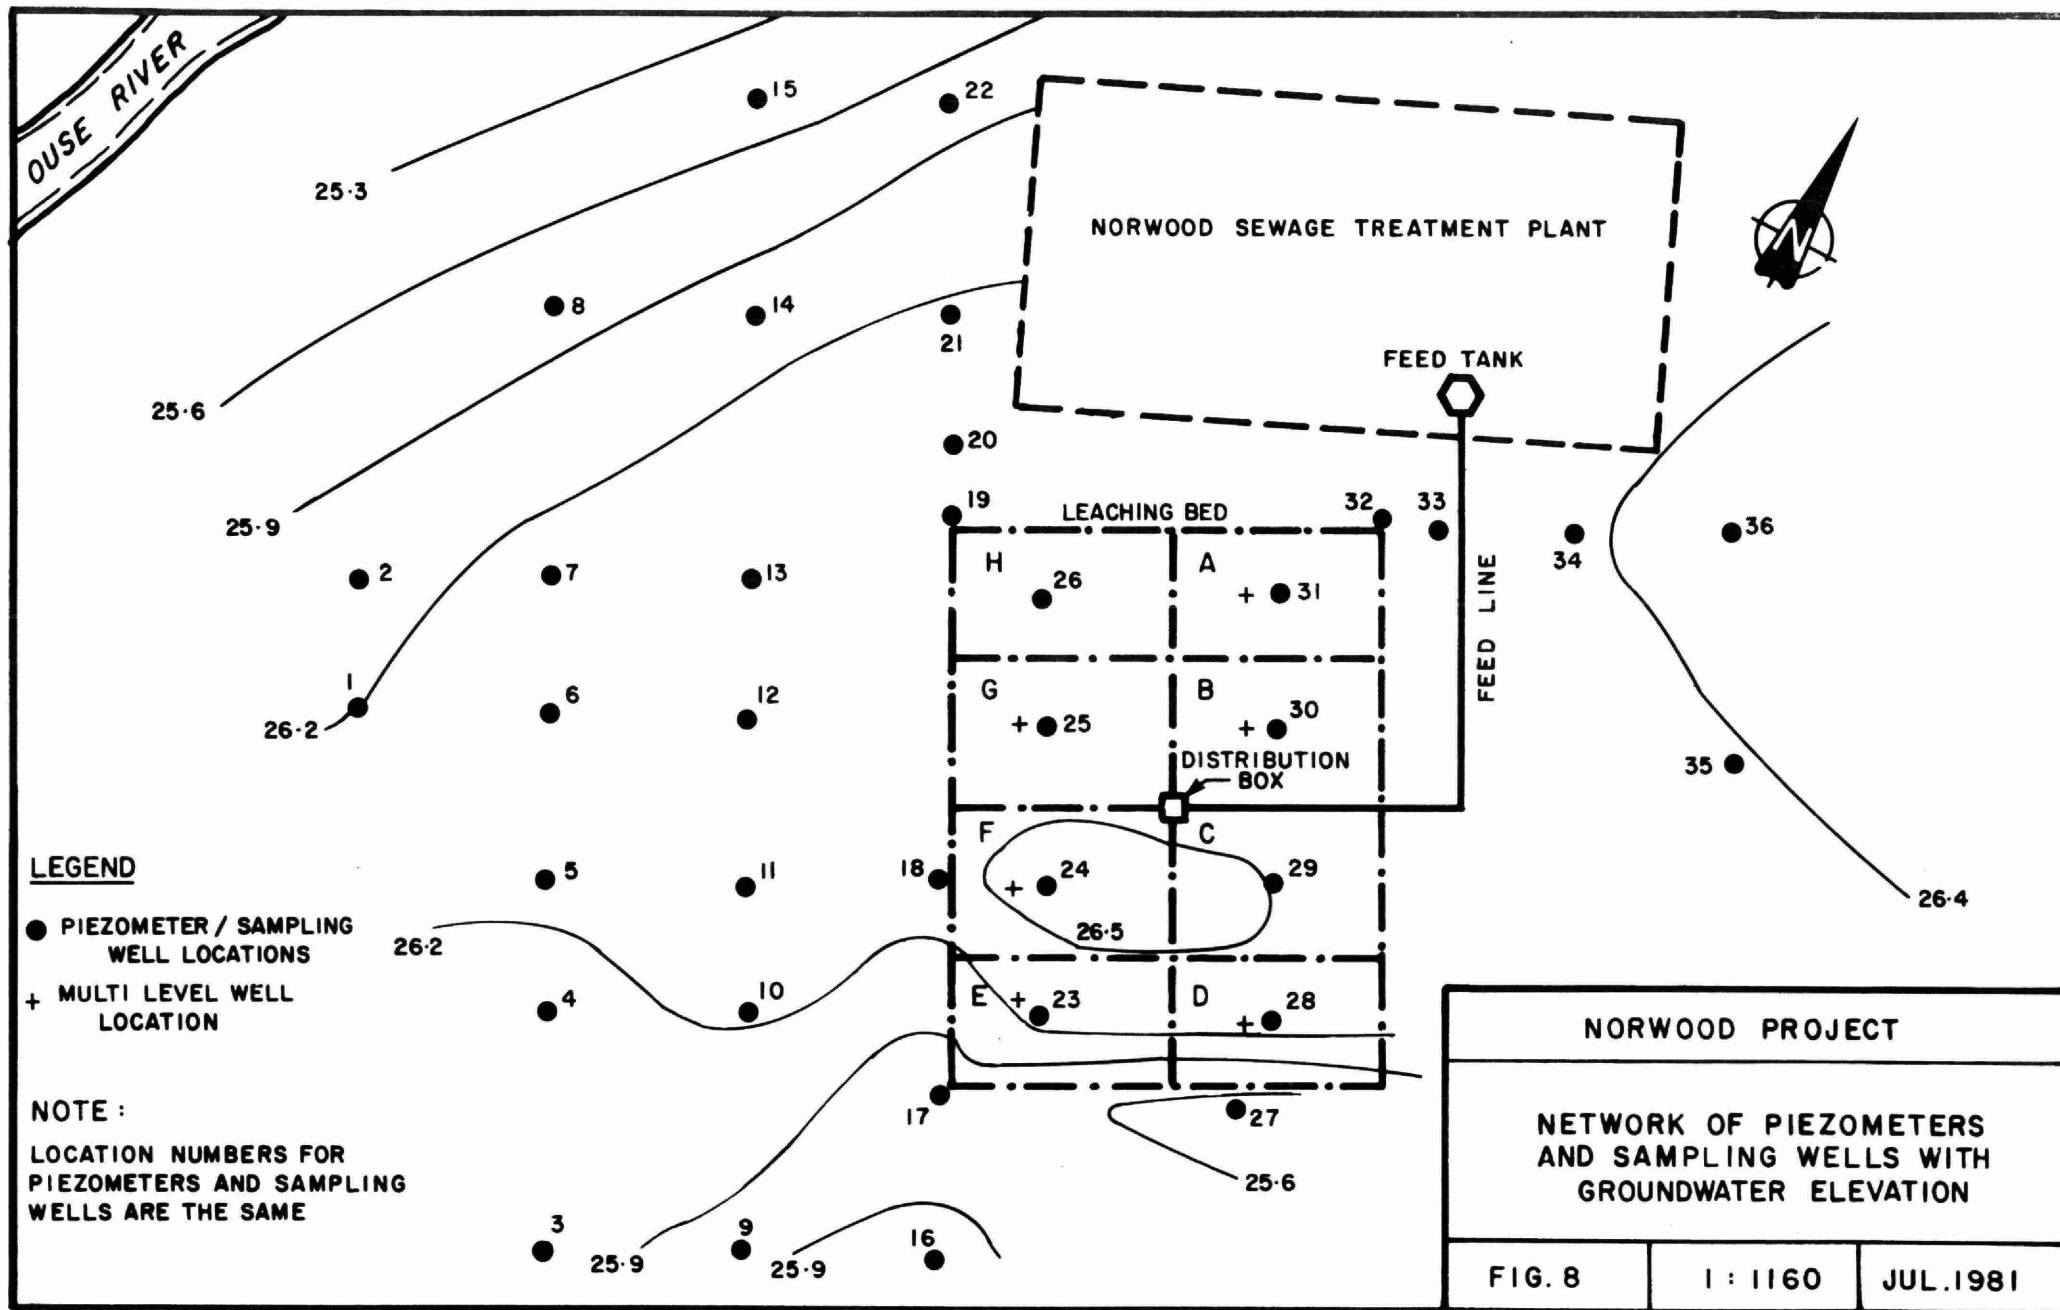 OUSE RIVER
15
22
25·3
NORWOOD SEWAGE TREATMENT PLANT
N
8
14
21
FEED TANK
25·6
20
19
LEACHING BED
32
33
25·9
36
34
2
7
13
H
A
26
31
FEED LINE
1
6
12
G
B
25
30
26·2
DISTRIBUTION
BOX
35
F
C
LEGEND
5
11
18
24
29
26·4
PIEZOMETER / SAMPLING
WELL LOCATIONS
26·2
26·5
+ MULTI LEVEL WELL
LOCATION
4
10
E
23
D
28
NORWOOD PROJECT
NOTE :
17
27
LOCATION NUMBERS FOR
PIEZOMETERS AND SAMPLING
WELLS ARE THE SAME
25·6
NETWORK OF PIEZOMETERS
AND SAMPLING WELLS WITH
GROUNDWATER ELEVATION
3
9
16
25·9
25·9
FIG. 8
1 : 1160
JUL.1981